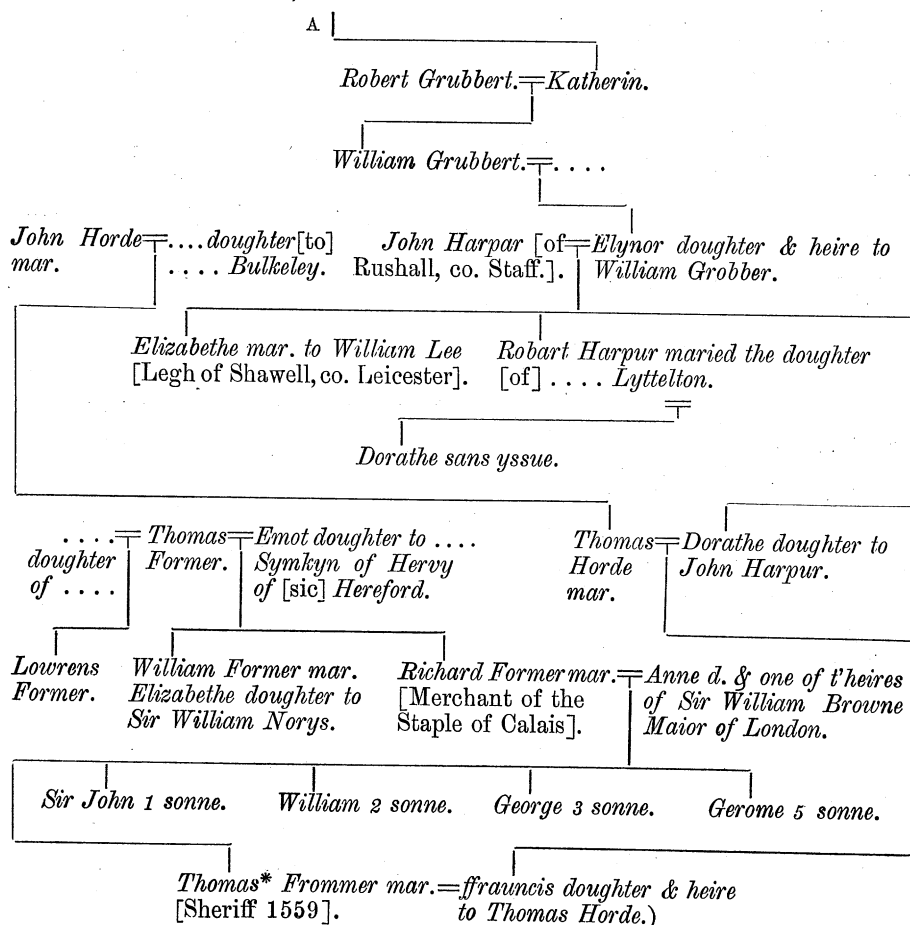 A
Robert Grubbert.=Katherin.
William Grubbert.=. . . .
John Horde=. . . . doughter [to]
mar. . . . . Bulkeley.
John Harpar [of=Elynor doughter & heire to
Rushall, co. Staff.]. William Grobber.
Elizabethe mar. to William Lee
[Legh of Shawell, co. Leicester].
Robart Harpur maried the doughter
[of] . . . . Lyttelton.
Dorathe sans yssue.
. . . .= Thomas=Emot doughter to . . . .
doughter Former. Symkyn of Hervy
of . . . . of [sic] Hereford.
Thomas=Dorathe doughter to
Horde John Harpur.
mar.
Lowrens
Former.
William Former mar.
Elizabethe doughter to
Sir William Norys.
Richard Former mar.=Anne d. & one of t'heires
[Merchant of the of Sir William Browne
Staple of Calais]. Maior of London.
Sir John 1 sonne. William 2 sonne. George 3 sonne. Gerome 5 sonne.
Thomas* Frommer mar.=ffrauncis doughter & heire
[Sheriff 1559]. to Thomas Horde.)